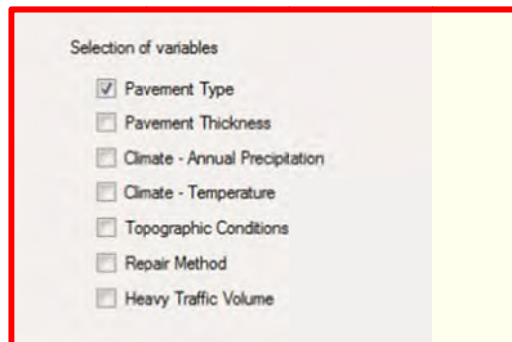 Selection of variables
Pavement Type
Pavement Thickness
Climate - Annual Precipitation
Climate - Temperature
Topographic Conditions
Repair Method
Heavy Traffic Volume